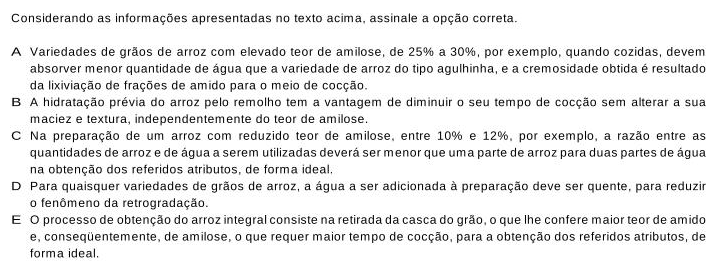 Considerando as informações apresentadas no texto acima, assinale a opção correta.
A Variedades de grãos de arroz com elevado teor de amilose, de 25% a 30%, por exemplo, quando cozidas, devem
absorver menor quantidade de água que a variedade de arroz do tipo agulhinha, e a cremosidade obtida é resultado
da lixiviação de frações de amido para o meio de cocção.
B A hidratação prévia do arroz pelo remolho tem a vantagem de diminuir o seu tempo de cocção sem alterar a sua
maciez e textura, independentemente do teor de amilose.
C Na preparação de um arroz com reduzido teor de amilose, entre 10% e 12%, por exemplo, a razão entre as
quantidades de arroz e de água a serem utilizadas deverá ser menor que uma parte de arroz para duas partes de água
na obtenção dos referidos atributos, de forma ideal.
D Para quaisquer variedades de grãos de arroz, a água a ser adicionada à preparação deve ser quente, para reduzir
o fenômeno da retrogradação.
E O processo de obtenção do arroz integral consiste na retirada da casca do grão, o que lhe confere maior teor de amido
e, conseqüentemente, de amilose, o que requer maior tempo de cocção, para a obtenção dos referidos atributos, de
forma ideal.